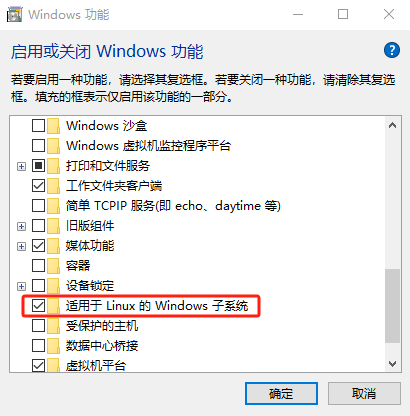 Windows 功能
启用或关闭 Windows 功能
若要启用一种功能，请选择其复选框。若要关闭一种功能，请清除其复选
框。填充的框表示仅启用该功能的一部分。
Windows 沙盒
Windows 虚拟机监控程序平台
打印和文件服务
工作文件夹客户端
简单 TCPIP 服务(即 echo、daytime 等)
旧版组件
媒体功能
容器
设备锁定
适用于 Linux 的 Windows 子系统
受保护的主机
数据中心桥接
虚拟机平台
确定
取消